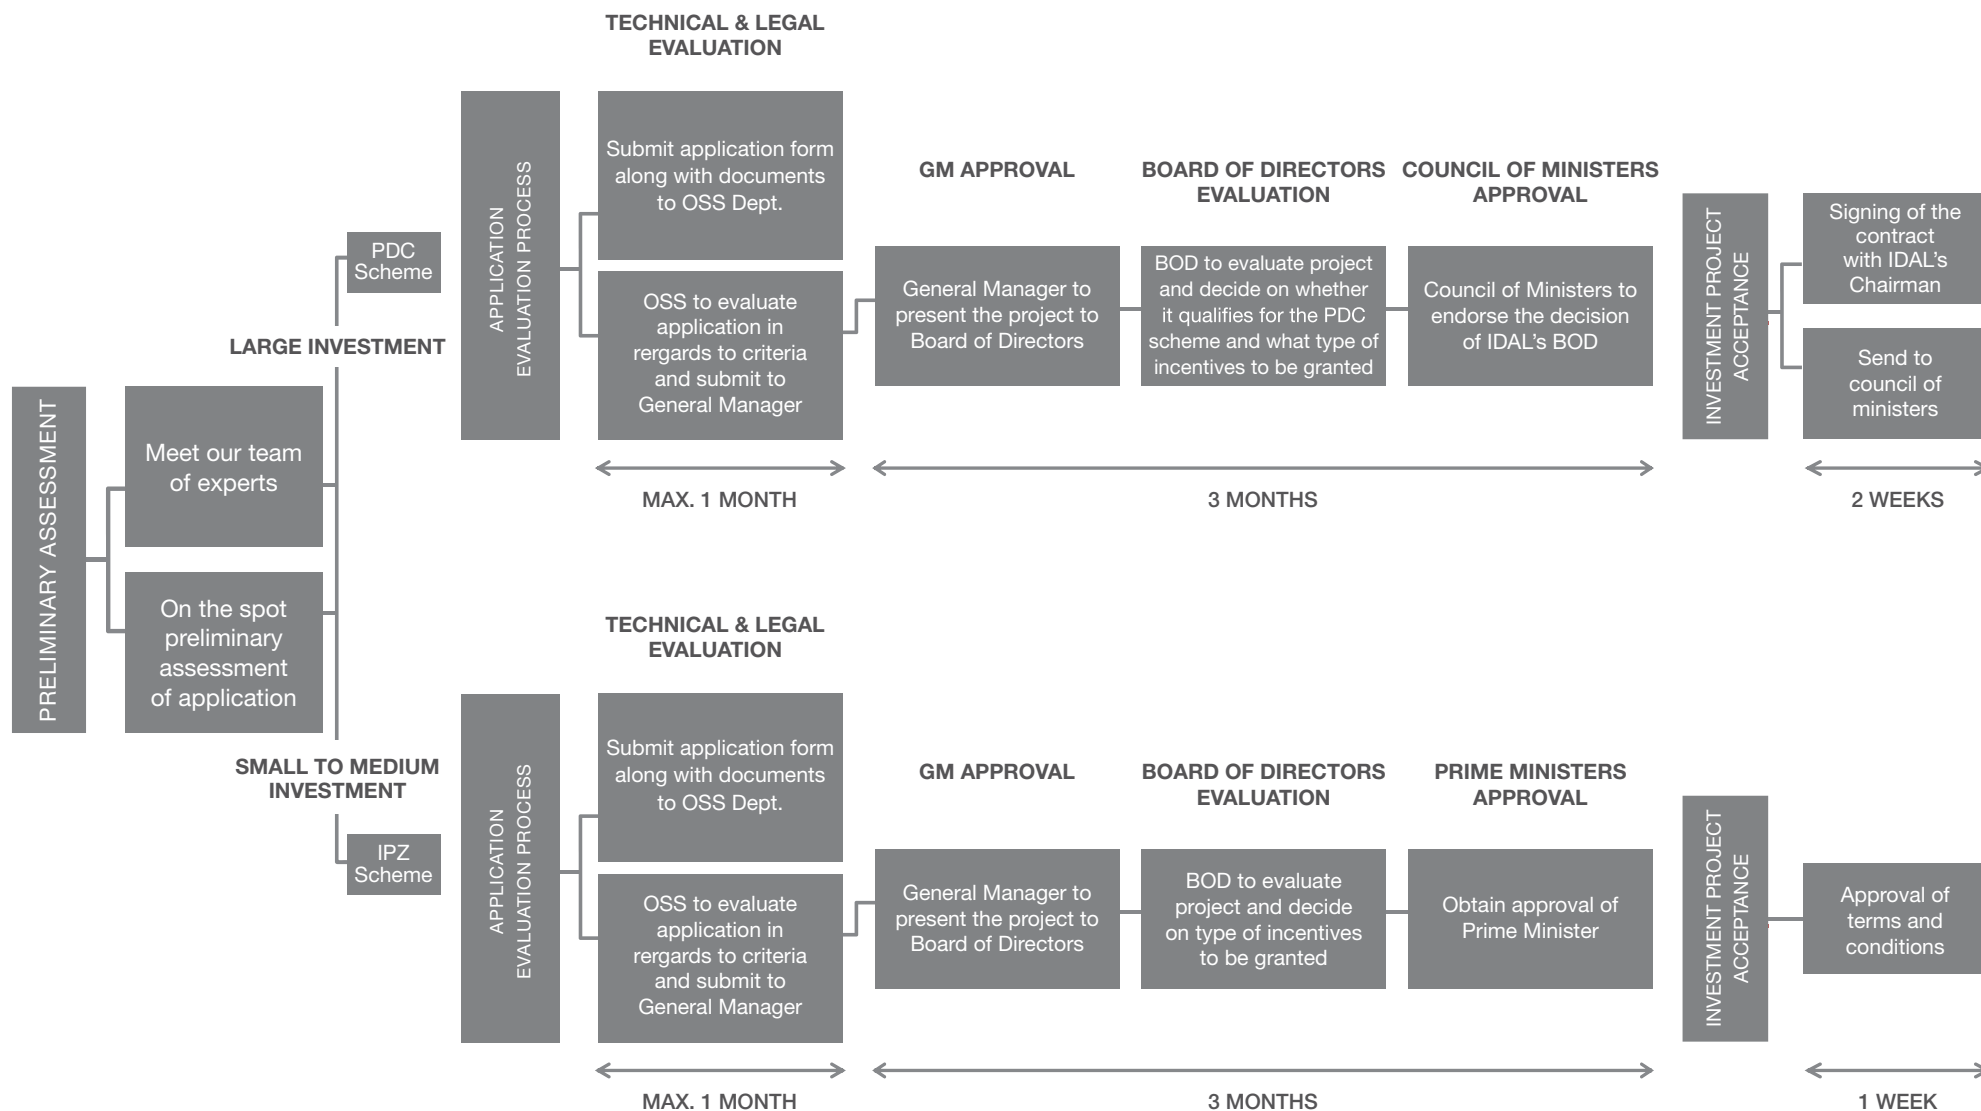 PRELIMINARY ASSESSMENT
Meet our team
of experts
On the spot
preliminary
assessment
of application
LARGE INVESTMENT
PDC
Scheme
APPLICATION
EVALUATION PROCESS
TECHNICAL & LEGAL
EVALUATION
Submit application form
along with documents
to OSS Dept.
OSS to evaluate
application in
rergards to criteria
and submit to
General Manager
MAX. 1 MONTH
GM APPROVAL
General Manager to
present the project to
Board of Directors
BOARD OF DIRECTORS
EVALUATION
BOD to evaluate project
and decide on whether
it qualifies for the PDC
scheme and what type of
incentives to be granted
COUNCIL OF MINISTERS
APPROVAL
Council of Ministers to
endorse the decision
of IDAL’s BOD
3 MONTHS
INVESTMENT PROJECT
ACCEPTANCE
Signing of the
contract
with IDAL’s
Chairman
Send to
council of
ministers
2 WEEKS
SMALL TO MEDIUM
INVESTMENT
IPZ
Scheme
APPLICATION
EVALUATION PROCESS
TECHNICAL & LEGAL
EVALUATION
Submit application form
along with documents
to OSS Dept.
OSS to evaluate
application in
rergards to criteria
and submit to
General Manager
MAX. 1 MONTH
GM APPROVAL
General Manager to
present the project to
Board of Directors
BOARD OF DIRECTORS
EVALUATION
BOD to evaluate
project and decide
on type of incentives
to be granted
PRIME MINISTERS
APPROVAL
Obtain approval of
Prime Minister
3 MONTHS
INVESTMENT PROJECT
ACCEPTANCE
Approval of
terms and
conditions
1 WEEK